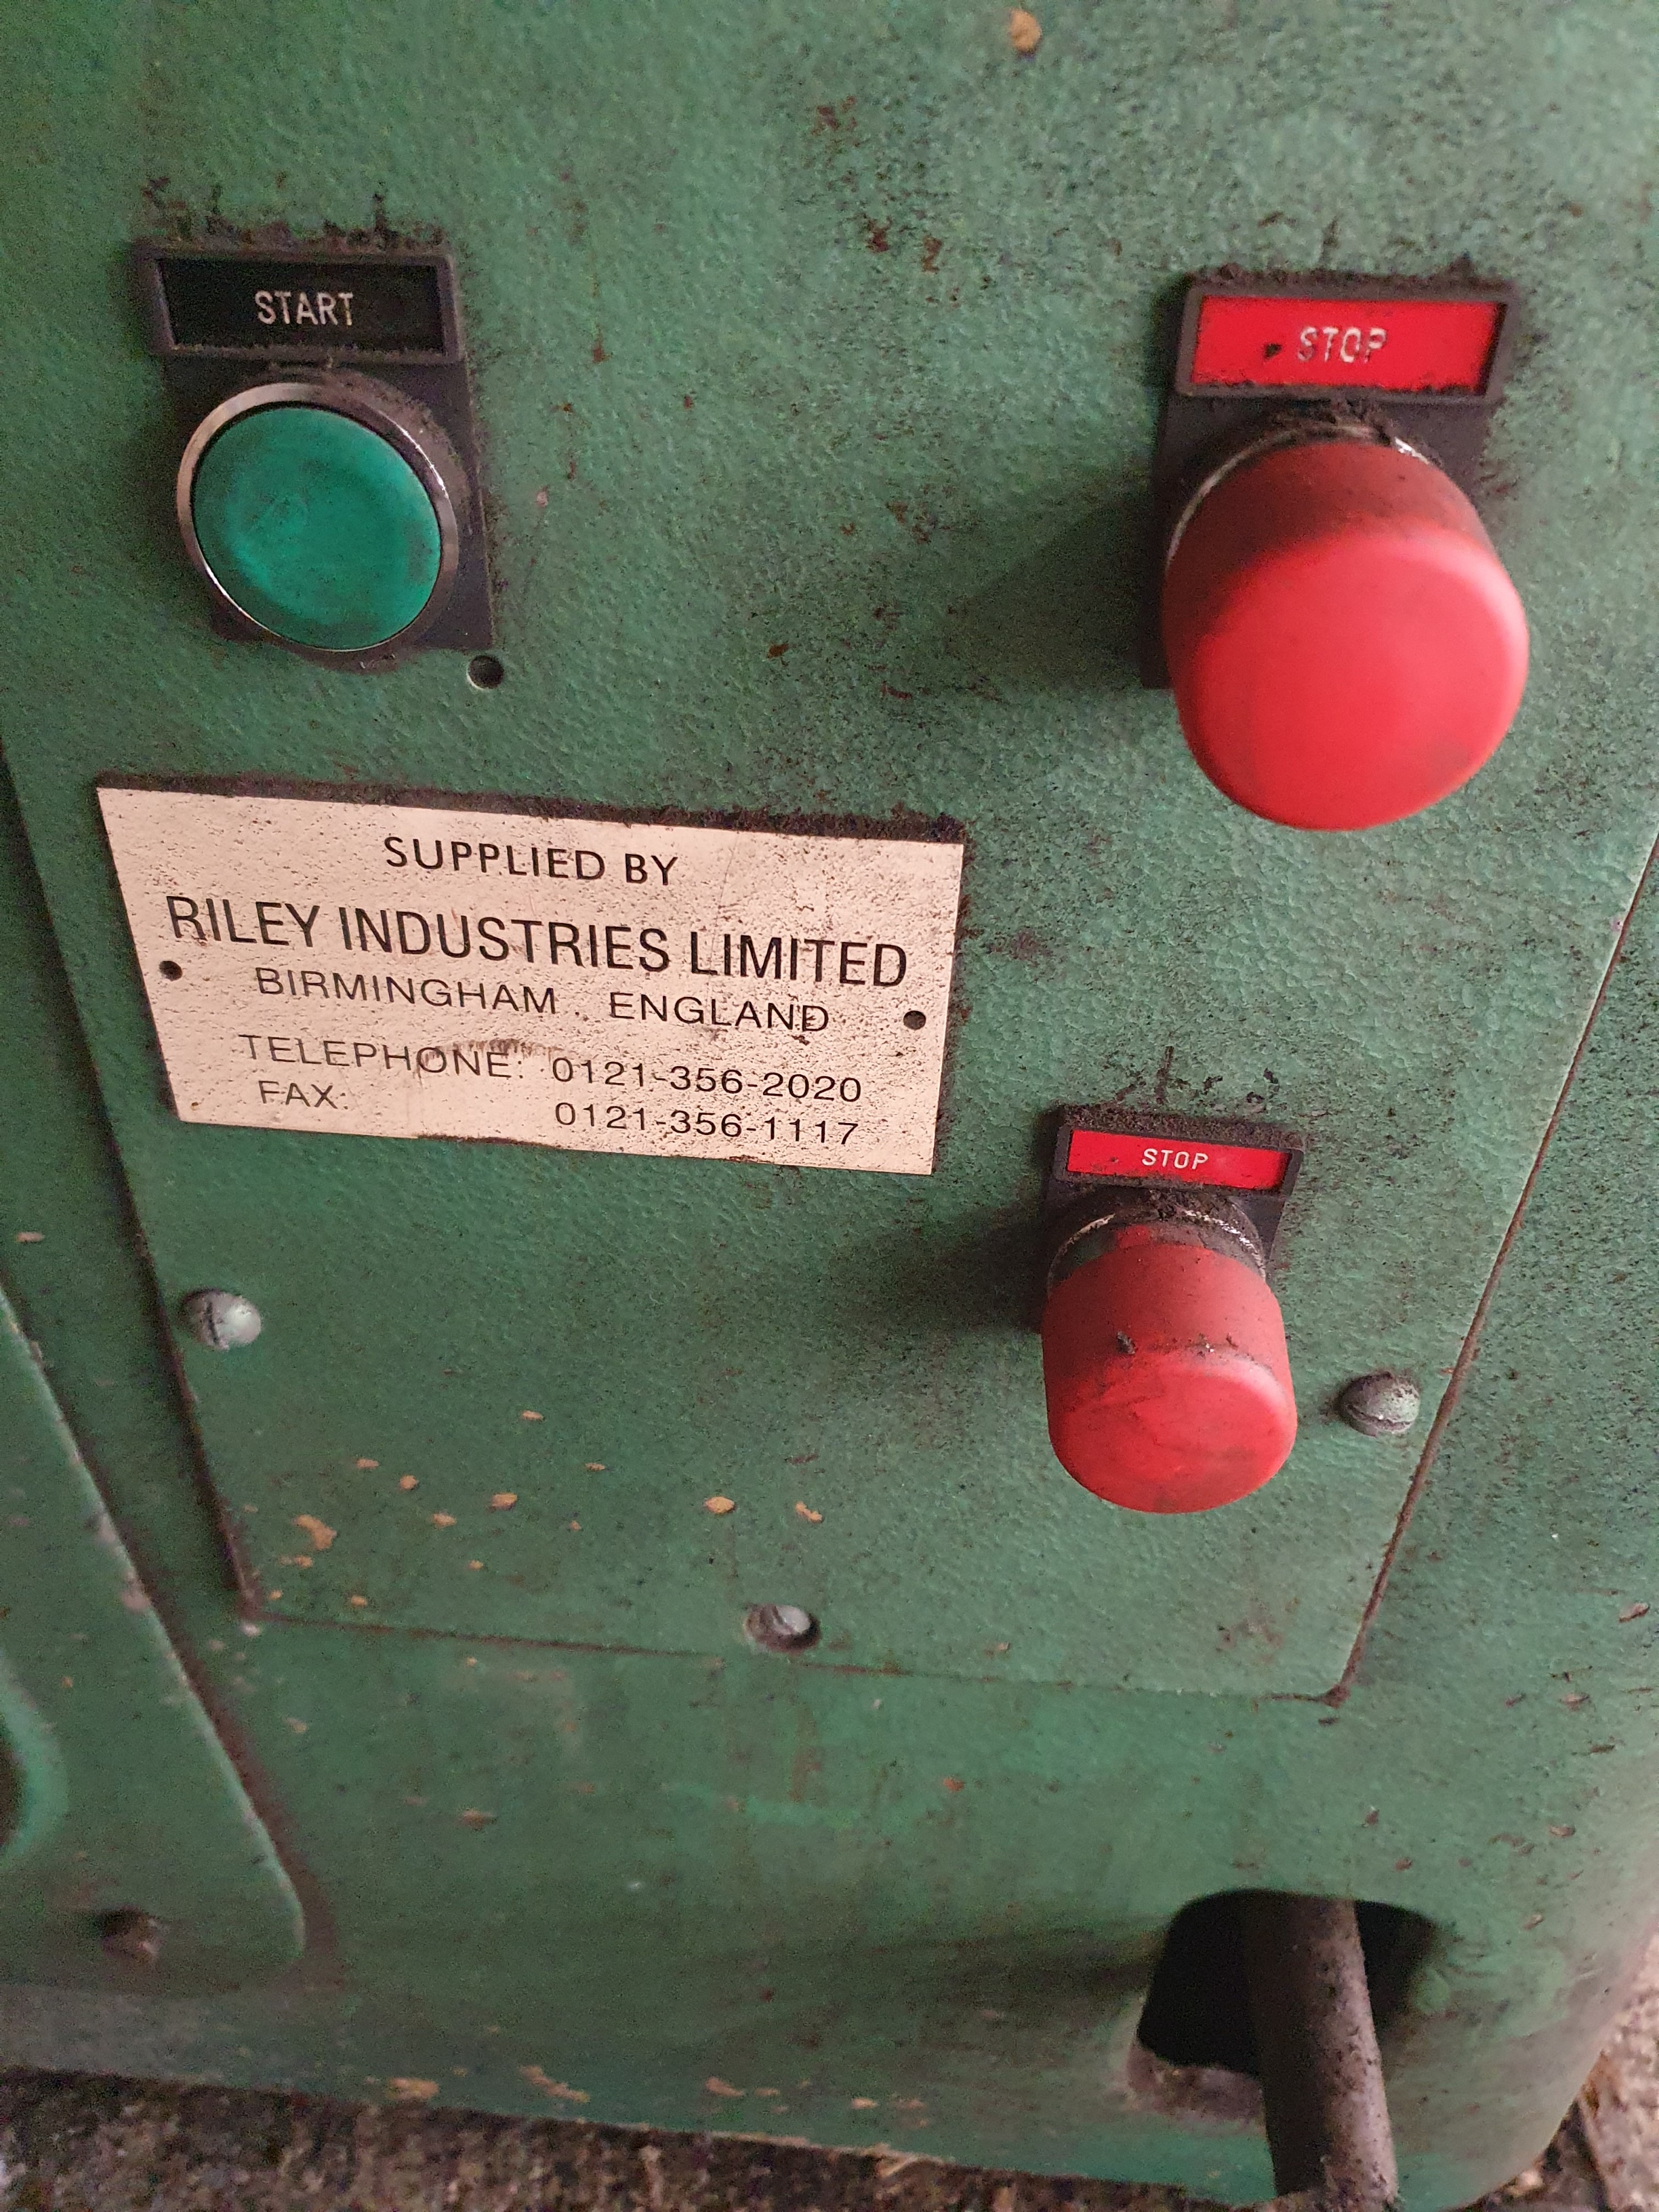 START
STOP
SUPPLIED BY
RILEY INDUSTRIES LIMITED
BIRMINGHAM . ENGLAND
TELEPHONE: 0121-356-2020
FAX: 0121-356-1117
STOP